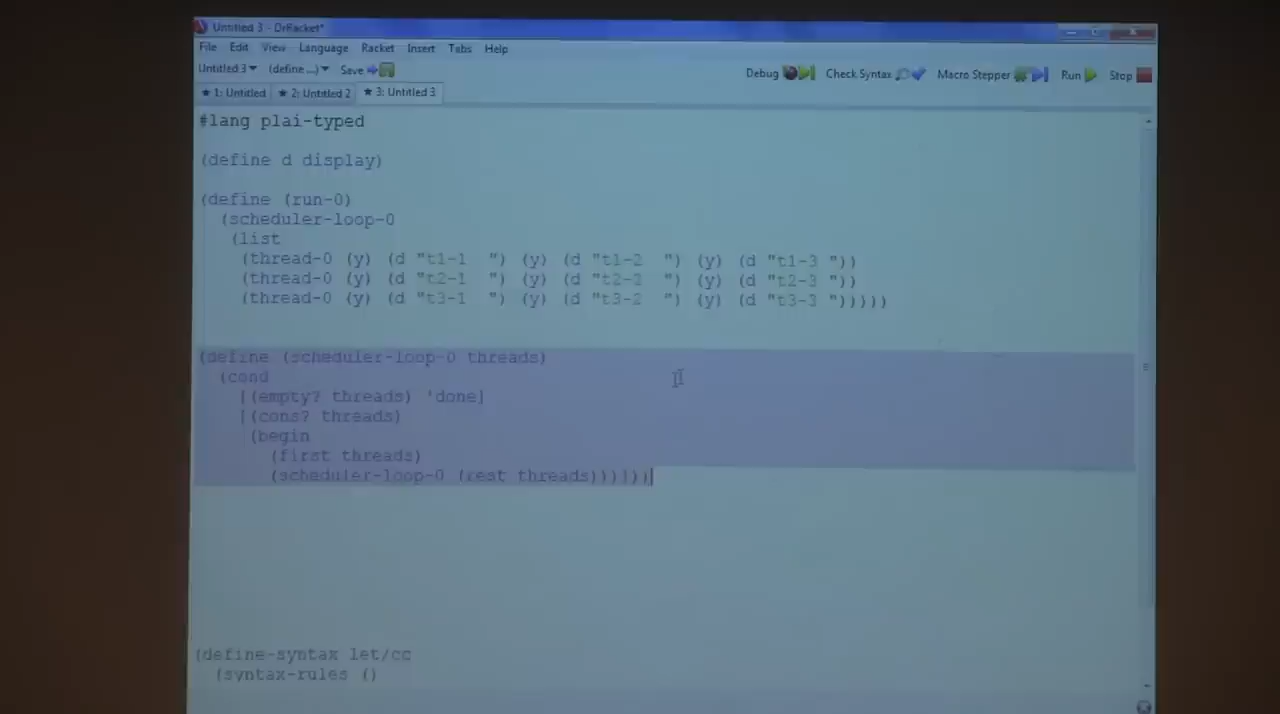 Untitled 3 - DrRacket*
File Edit View Language Racket Insert Tabs Help
Untitled 3 (define ...) Save Debug Check Syntax Macro Stepper Run Stop
1: Untitled 2: Untitled 2 3: Untitled 3
#lang plai-typed
(define d display)
(define (run-0)
(scheduler-loop-0
(list
(thread-0 (y) (d "t1-1 ") (y) (d "t1-2 ") (y) (d "t1-3 "))
(thread-0 (y) (d "t2-1 ") (y) (d "t2-2 ") (y) (d "t2-3 "))
(thread-0 (y) (d "t3-1 ") (y) (d "t3-2 ") (y) (d "t3-3 ")))))
(define (scheduler-loop-0 threads)
(cond
[(empty? threads) 'done]
[(cons? threads)
(begin
(first threads)
(scheduler-loop-0 (rest threads)))]))
(define-syntax let/cc
(syntax-rules ()